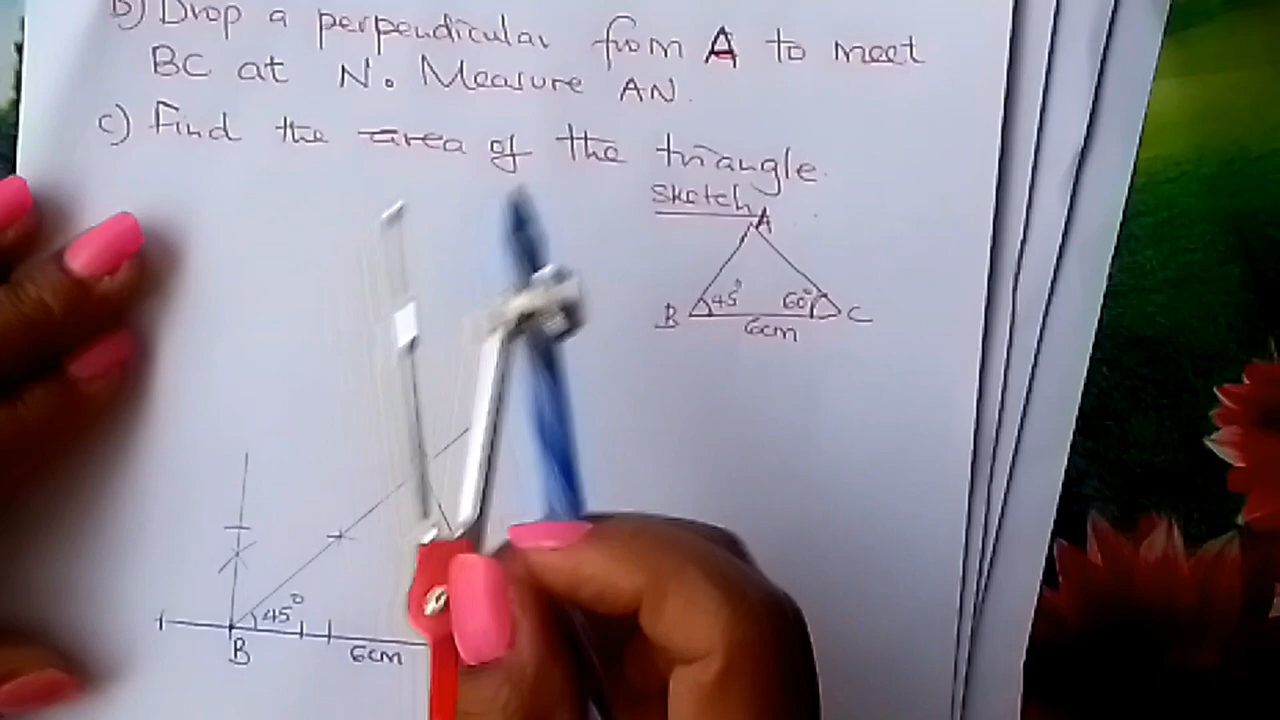 b) Drop a perpendicular from A to meet
BC at N. Measure AN.
c) Find the area of the triangle.
Sketch
A
45° 60°
B C
6cm
45°
B 6cm